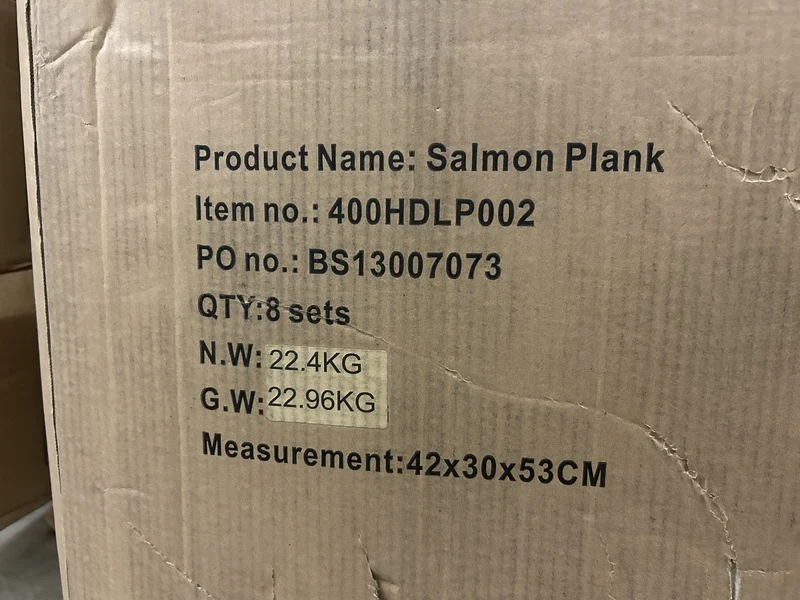 Product Name: Salmon Plank
Item no.: 400HDLP002
PO no.: BS13007073
QTY:8 sets
N.W: 22.4KG
G.W: 22.96KG
Measurement:42x30x53CM